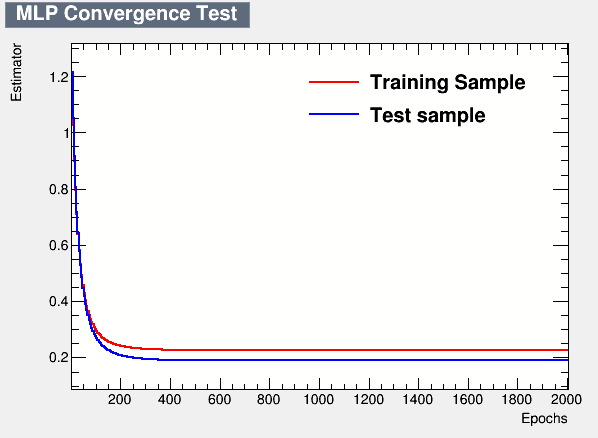 MLP Convergence Test
Estimator
Training Sample
Test sample
1.2
1
0.8
0.6
0.4
0.2
200 400 600 800 1000 1200 1400 1600 1800 2000
Epochs